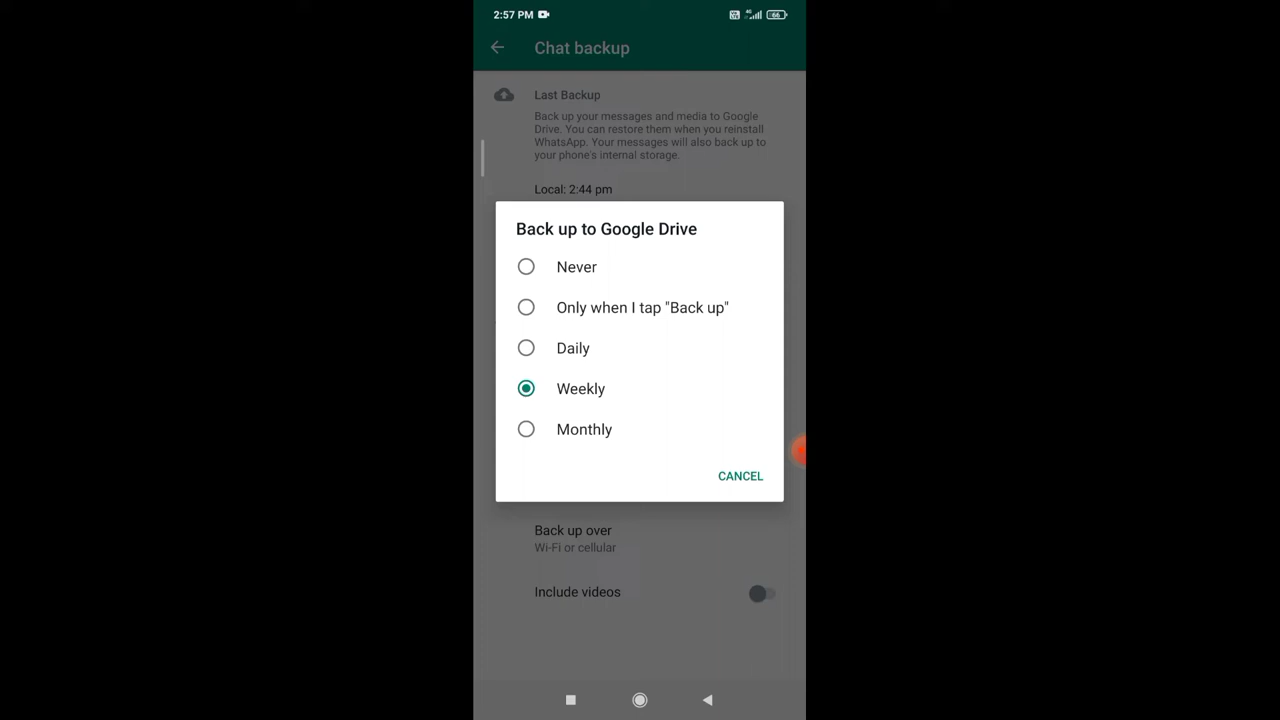 2:57 PM
66
Chat backup
Last Backup
Back up your messages and media to Google
Drive. You can restore them when you reinstall
WhatsApp. Your messages will also back up to
your phone's internal storage.
Local: 2:44 pm
Back up to Google Drive
Never
Only when I tap "Back up"
Daily
Weekly
Monthly
CANCEL
Back up over
Wi-Fi or cellular
Include videos